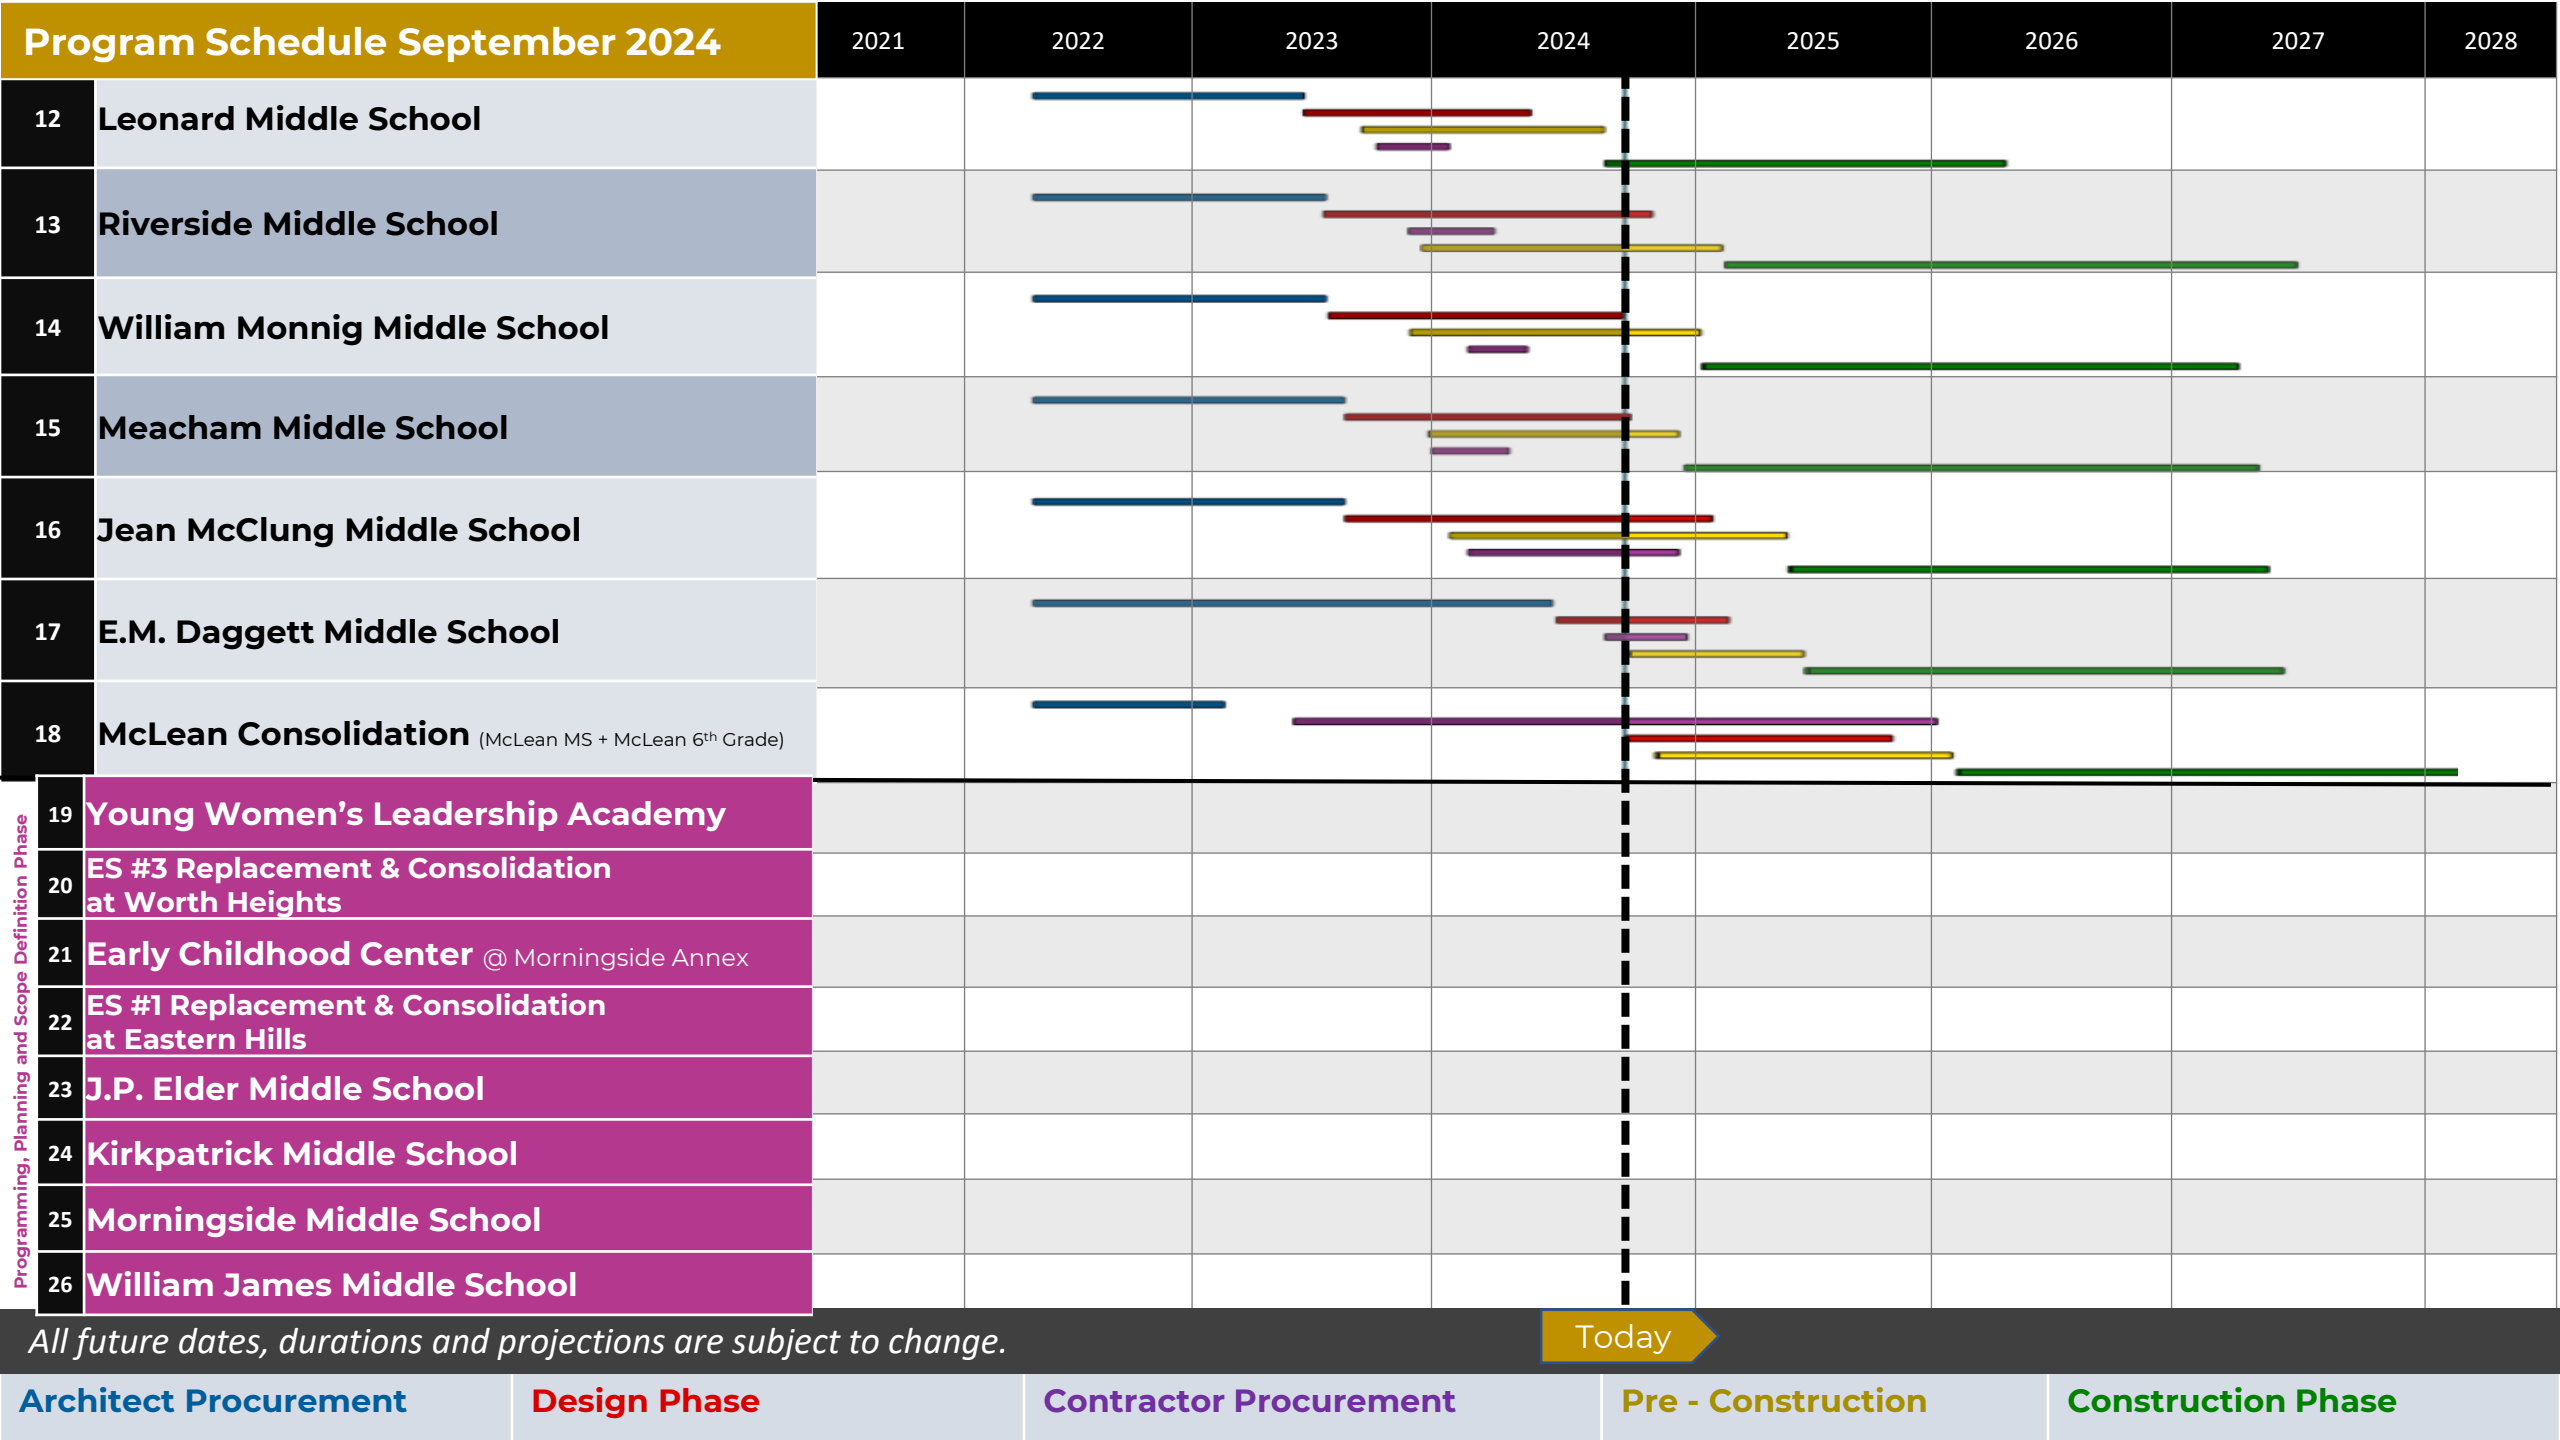 Program Schedule September 2024
2021 2022 2023 2024 2025 2026 2027 2028
12 Leonard Middle School
13 Riverside Middle School
14 William Monnig Middle School
15 Meacham Middle School
16 Jean McClung Middle School
17 E.M. Daggett Middle School
18 McLean Consolidation (McLean MS + McLean 6th Grade)
Programming, Planning and Scope Definition Phase
19 Young Women’s Leadership Academy
20 ES #3 Replacement & Consolidation
at Worth Heights
21 Early Childhood Center @ Morningside Annex
22 ES #1 Replacement & Consolidation
at Eastern Hills
23 J.P. Elder Middle School
24 Kirkpatrick Middle School
25 Morningside Middle School
26 William James Middle School
All future dates, durations and projections are subject to change.
Today
Architect Procurement
Design Phase
Contractor Procurement
Pre - Construction
Construction Phase